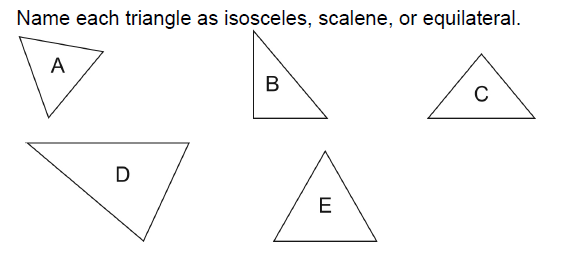 Name each triangle as isosceles, scalene, or equilateral.
A
B
C
D
E